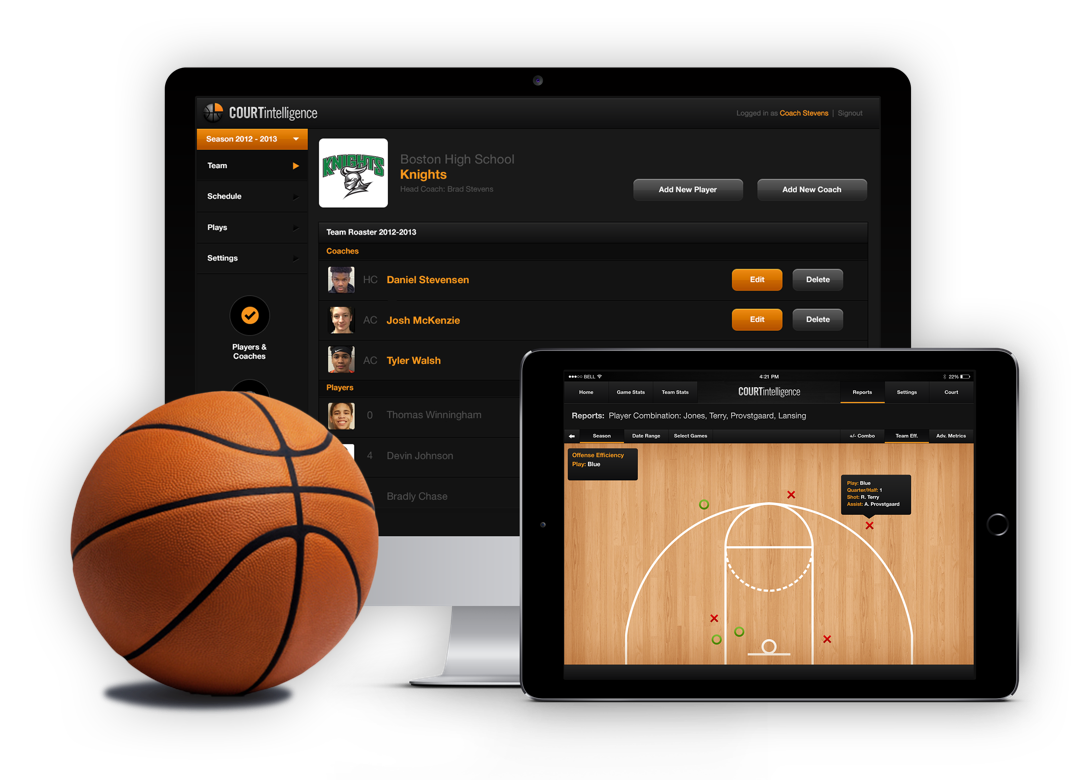 COURTintelligence
Logged in as Coach Stevens | Signout
Season 2012 - 2013
Team
Schedule
Plays
Settings
Players &
Coaches
KNIGHTS
Boston High School
Knights
Head Coach: Brad Stevens
Add New Player
Add New Coach
Team Roaster 2012-2013
Coaches
HC Daniel Stevensen Edit Delete
AC Josh McKenzie Edit Delete
AC Tyler Walsh
Players
0 Thomas Winningham
4 Devin Johnson
Bradly Chase
BELL 4:21 PM 22%
Home Game Stats Team Stats COURTintelligence Reports Settings Court
Reports: Player Combination: Jones, Terry, Provstgaard, Lansing
Season Date Range Select Games +/- Combo Team Eff. Adv. Metrics
Offense Efficiency
Play: Blue
Play: Blue
Quarter/Half: 1
Shot: R. Terry
Assist: A. Provstgaard